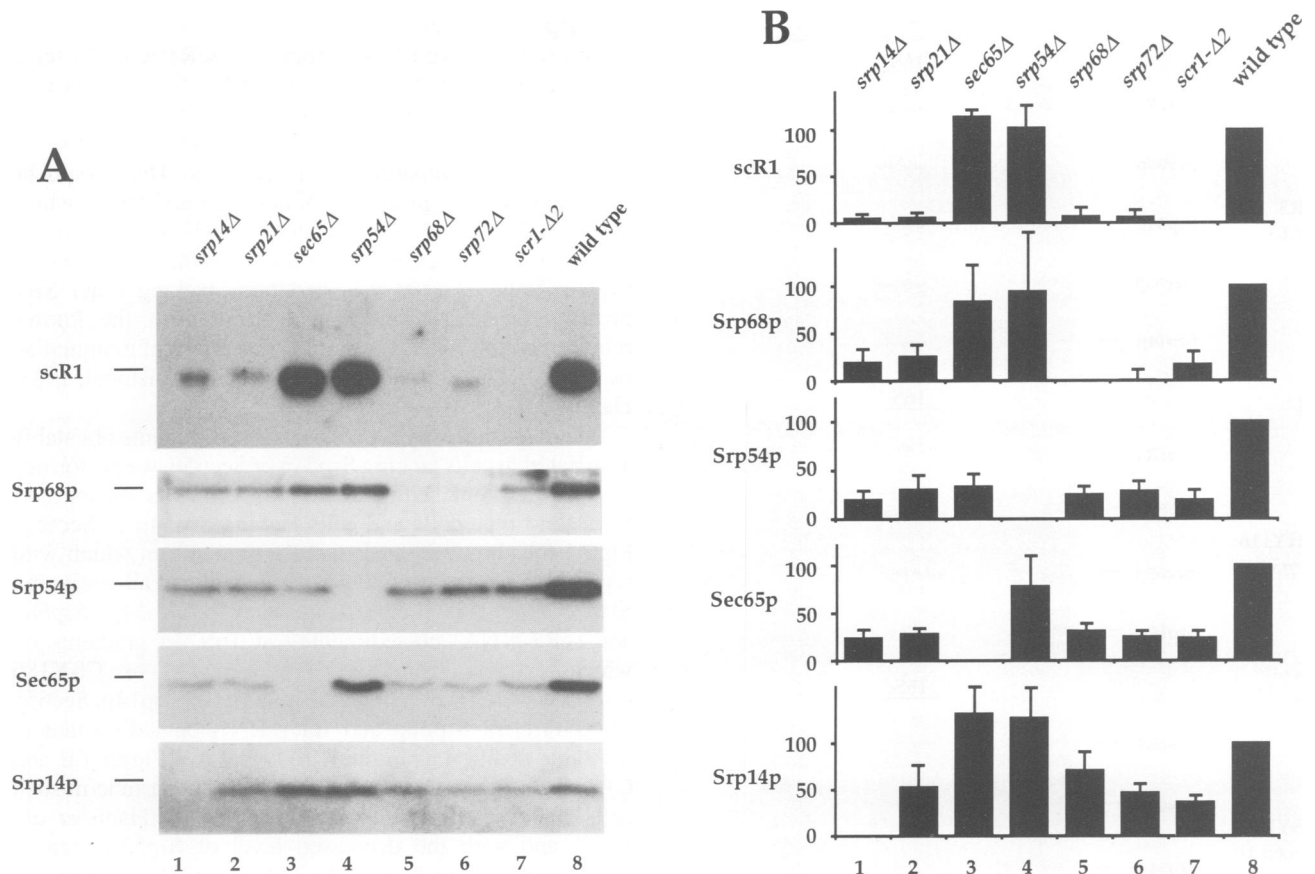 A
srp14Δ srp21Δ sec65Δ srp54Δ srp68Δ srp72Δ scr1-Δ2 wild type
scR1
Srp68p
Srp54p
Sec65p
Srp14p
1 2 3 4 5 6 7 8
B
srp14Δ srp21Δ sec65Δ srp54Δ srp68Δ srp72Δ scr1-Δ2 wild type
scR1
100
50
0
Srp68p
100
50
0
Srp54p
100
50
0
Sec65p
100
50
0
Srp14p
100
50
0
1 2 3 4 5 6 7 8